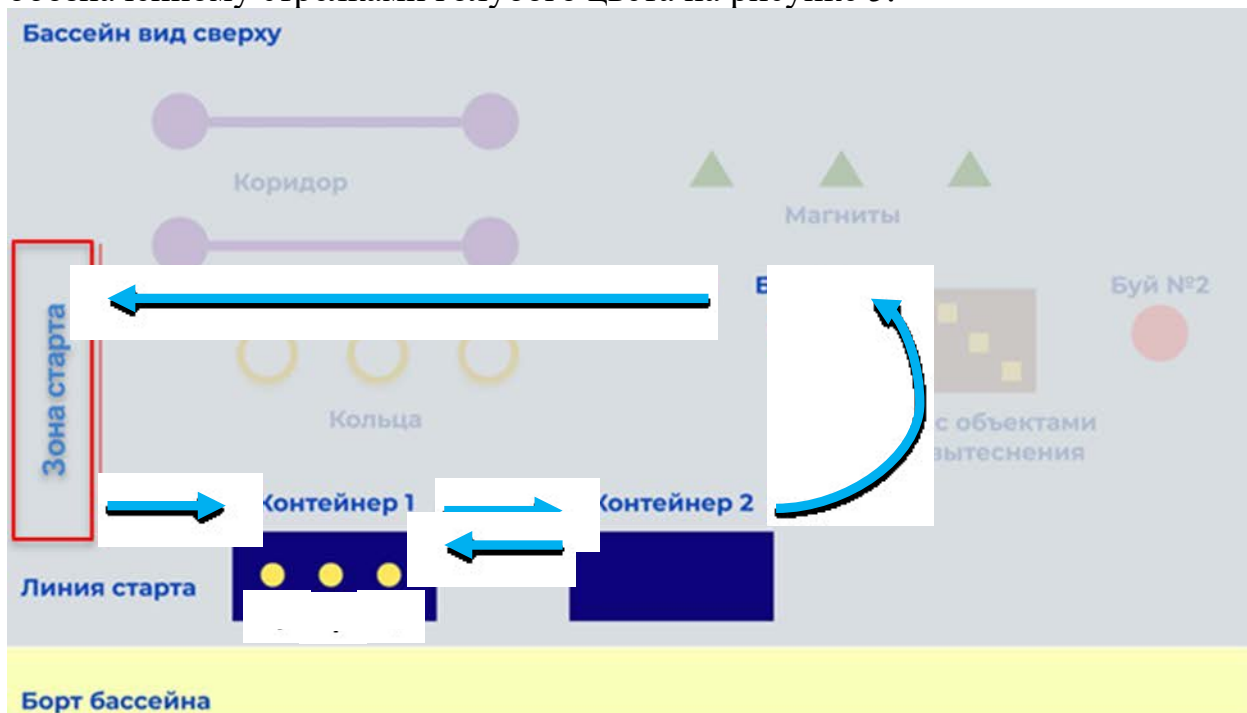 Бассейн вид сверху
Коридор
Магниты
Буй №2
Зона старта
Кольца
с объектами
вытеснения
Контейнер 1
Контейнер 2
Линия старта
Борт бассейна